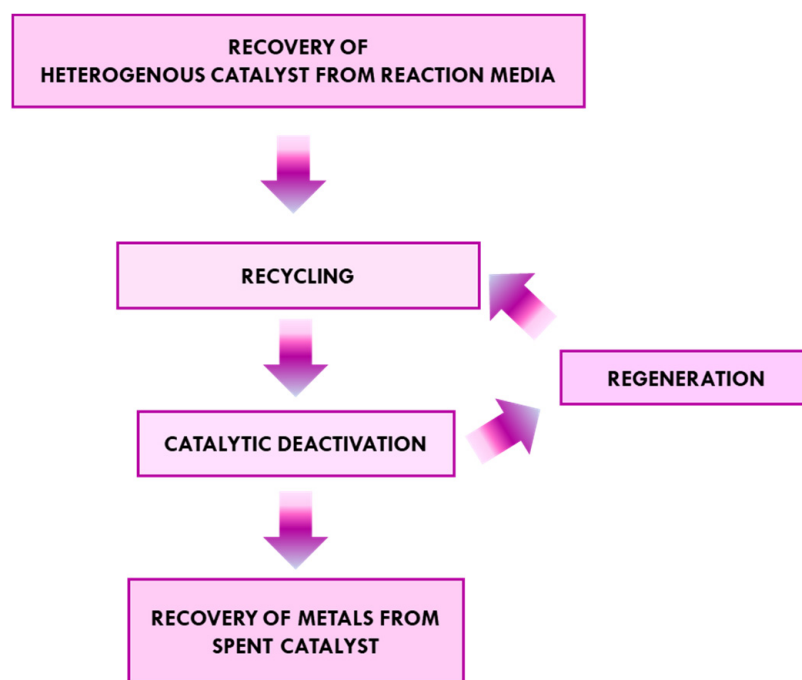 RECOVERY OF
HETEROGENOUS CATALYST FROM REACTION MEDIA
RECYCLING
REGENERATION
CATALYTIC DEACTIVATION
RECOVERY OF METALS FROM
SPENT CATALYST